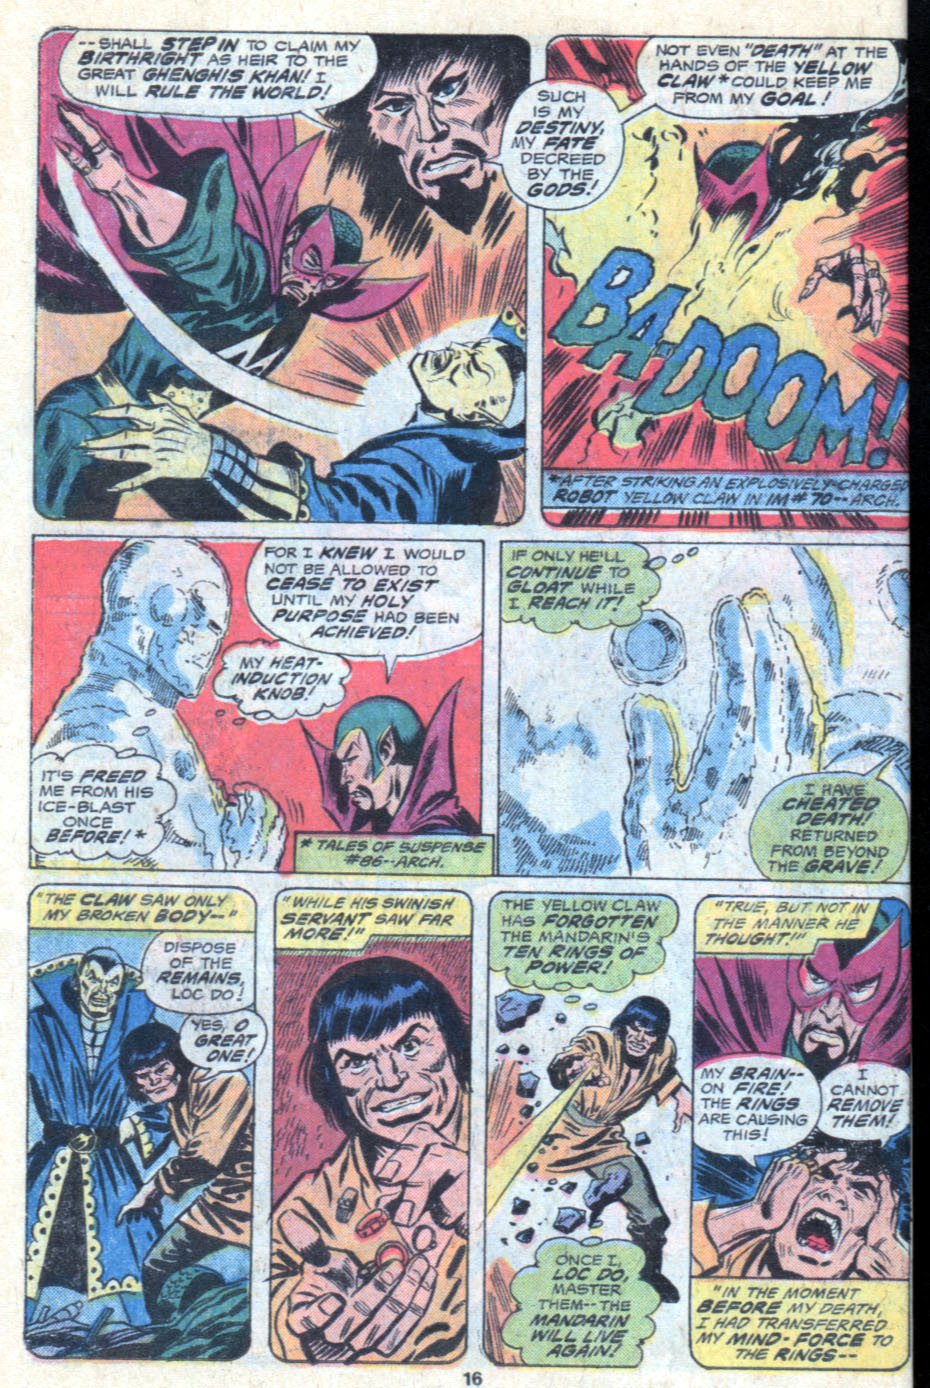 --SHALL STEP IN TO CLAIM MY
BIRTHRIGHT AS HEIR TO THE
GREAT GHENGHIS KHAN! I
WILL RULE THE WORLD!
SUCH
IS MY
DESTINY,
MY FATE
DECREED
BY THE
GODS!
NOT EVEN "DEATH" AT THE
HANDS OF THE YELLOW
CLAW* COULD KEEP ME
FROM MY GOAL!
BA-DOOM!
*AFTER STRIKING AN EXPLOSIVELY-CHARGED
ROBOT YELLOW CLAW IN IM #70--ARCH.
FOR I KNEW I WOULD
NOT BE ALLOWED TO
CEASE TO EXIST
UNTIL MY HOLY
PURPOSE HAD BEEN
ACHIEVED!
MY HEAT-
INDUCTION
KNOB!
IT'S FREED
ME FROM HIS
ICE-BLAST
ONCE
BEFORE!*
* TALES OF SUSPENSE
#86--ARCH.
IF ONLY HE'LL
CONTINUE TO
GLOAT WHILE
I REACH IT!
I HAVE
CHEATED
DEATH!
RETURNED
FROM BEYOND
THE GRAVE!
"THE CLAW SAW ONLY
MY BROKEN BODY--"
DISPOSE
OF THE
REMAINS,
LOC DO!
YES, O
GREAT
ONE!
"WHILE HIS SWINISH
SERVANT SAW FAR
MORE!"
THE YELLOW CLAW
HAS FORGOTTEN
THE MANDARIN'S
TEN RINGS OF
POWER!
ONCE I,
LOC DO,
MASTER
THEM--THE
MANDARIN
WILL LIVE
AGAIN!
"TRUE, BUT NOT IN
THE MANNER HE
THOUGHT!"
MY BRAIN--
ON FIRE!
THE RINGS
ARE CAUSING
THIS!
I
CANNOT
REMOVE
THEM!
"IN THE MOMENT
BEFORE MY DEATH,
I HAD TRANSFERRED
MY MIND-FORCE TO
THE RINGS--
16